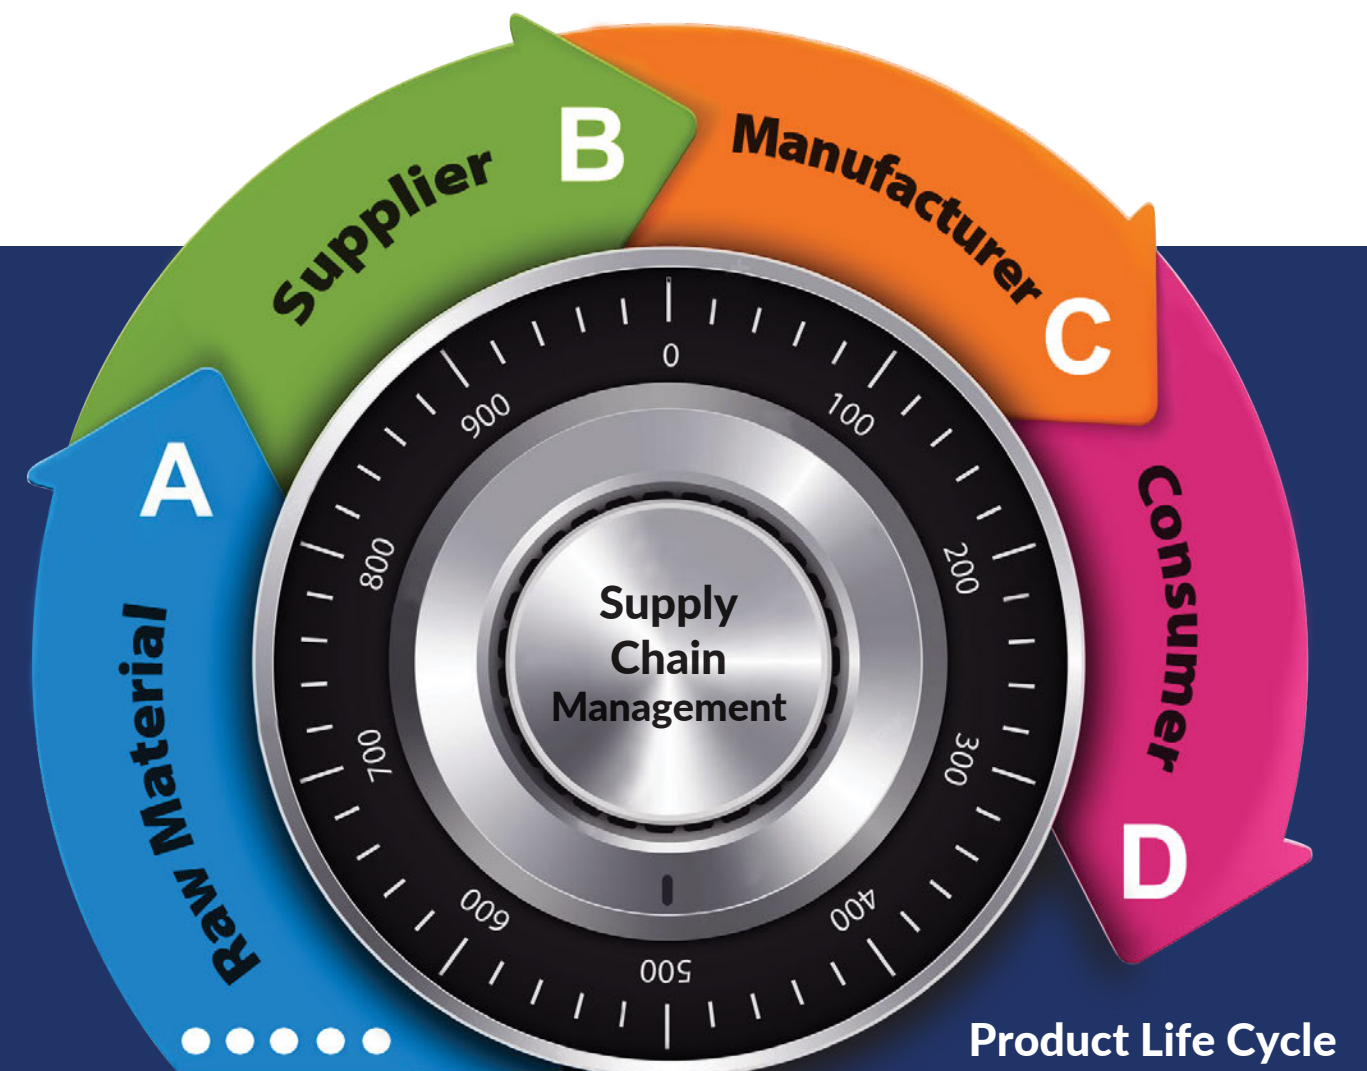 B
Supplier
Manufacturer
C
A
Raw Material
Consumer
D
0
100
200
300
400
500
600
700
800
900
Supply
Chain
Management
Product Life Cycle